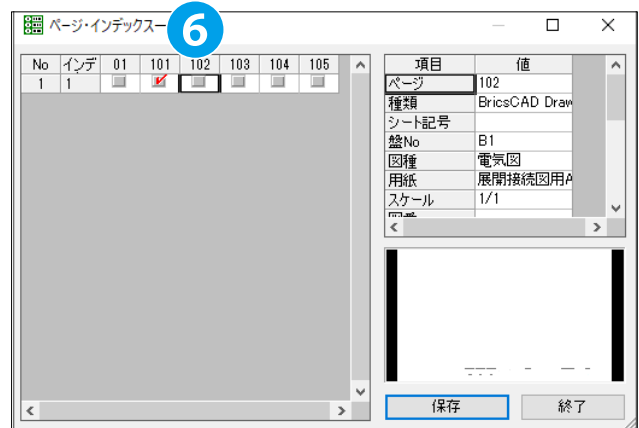 ページ・インデックスー
6
No インデ 01 101 102 103 104 105
1 1
項目 値
ページ 102
種類 BricsCAD Draw
シート記号
盤No B1
図種 電気図
用紙 展開接続図用A
スケール 1/1
保存 終了